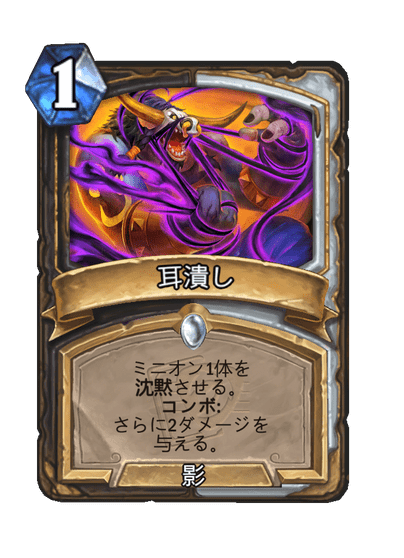 1
耳潰し
ミニオン1体を
沈黙させる。
コンボ:
さらに2ダメージを
与える。
影